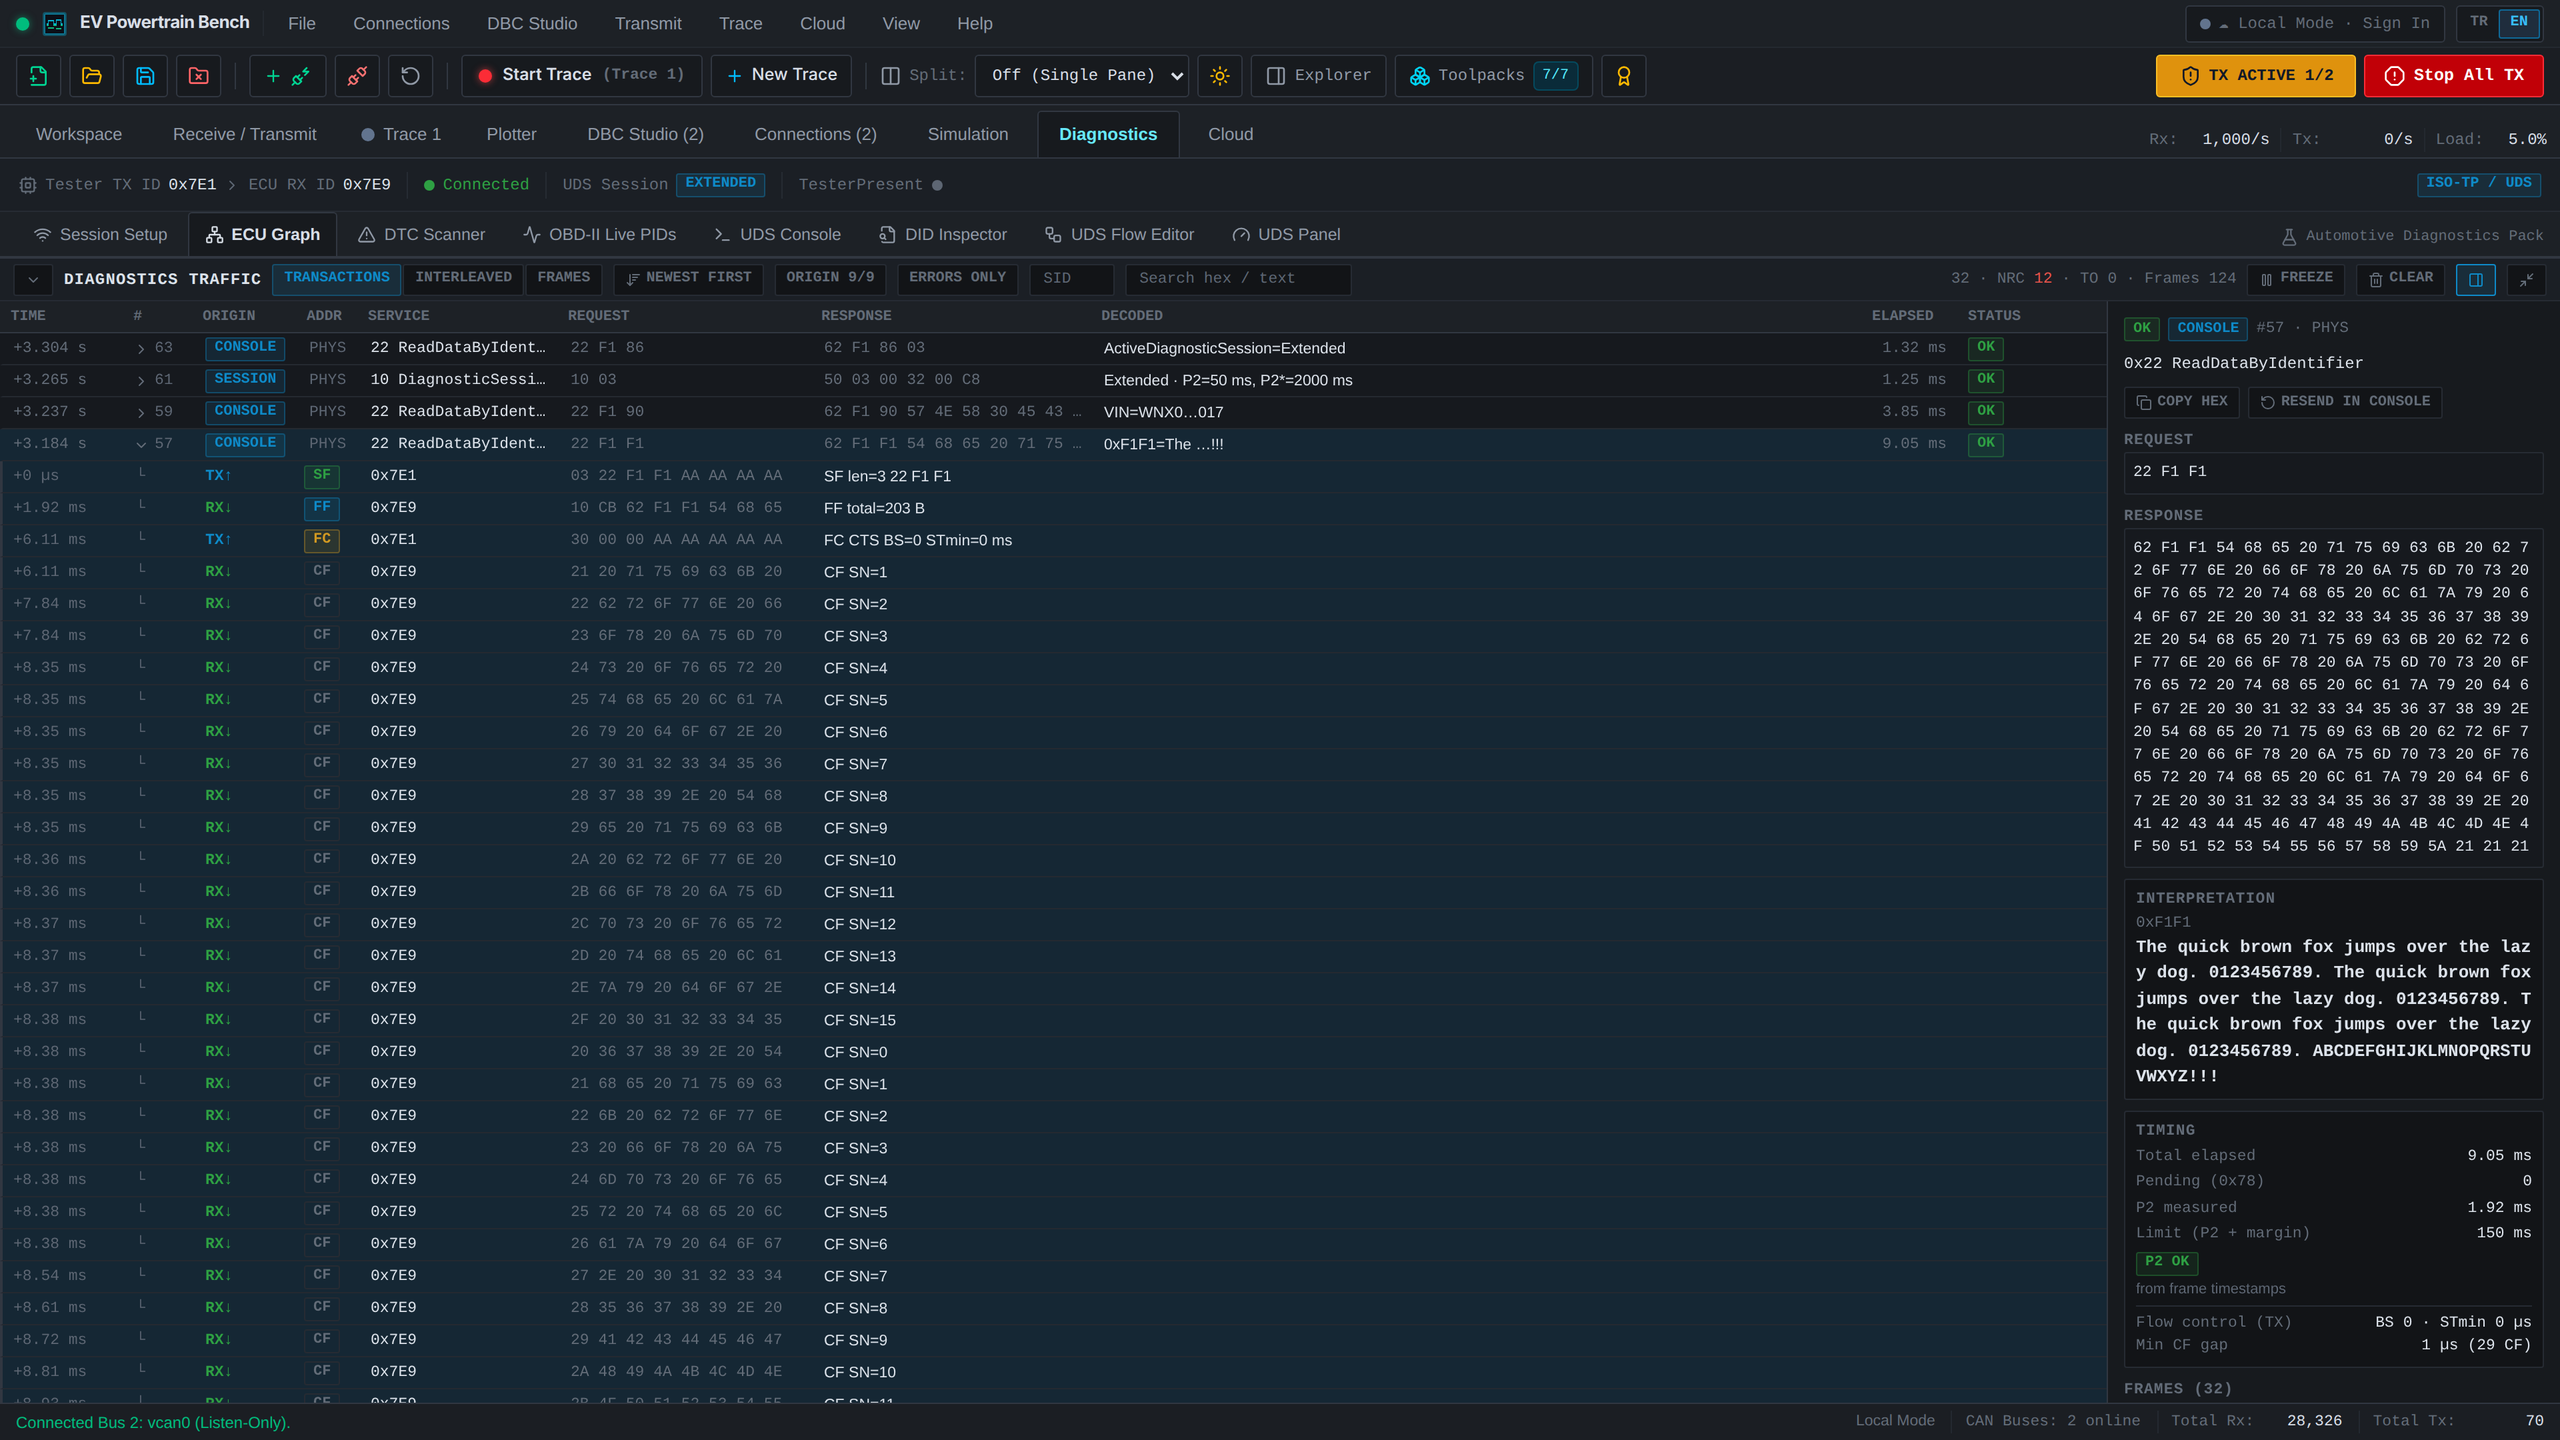 EV Powertrain Bench File Connections DBC Studio Transmit Trace Cloud View Help Local Mode · Sign In TR EN
Start Trace (Trace 1) New Trace Split: Off (Single Pane) Explorer Toolpacks 7/7 TX ACTIVE 1/2 Stop All TX
Workspace Receive / Transmit Trace 1 Plotter DBC Studio (2) Connections (2) Simulation Diagnostics Cloud Rx: 1,000/s Tx: 0/s Load: 5.0%
Tester TX ID 0x7E1 > ECU RX ID 0x7E9 Connected UDS Session EXTENDED TesterPresent ISO-TP / UDS
Session Setup ECU Graph DTC Scanner OBD-II Live PIDs UDS Console DID Inspector UDS Flow Editor UDS Panel Automotive Diagnostics Pack
DIAGNOSTICS TRAFFIC TRANSACTIONS INTERLEAVED FRAMES NEWEST FIRST ORIGIN 9/9 ERRORS ONLY SID Search hex / text 32 · NRC 12 · TO 0 · Frames 124 FREEZE CLEAR
TIME # ORIGIN ADDR SERVICE REQUEST RESPONSE DECODED ELAPSED STATUS
+3.304 s 63 CONSOLE PHYS 22 ReadDataByIdent… 22 F1 86 62 F1 86 03 ActiveDiagnosticSession=Extended 1.32 ms OK
+3.265 s 61 SESSION PHYS 10 DiagnosticSessi… 10 03 50 03 00 32 00 C8 Extended · P2=50 ms, P2*=2000 ms 1.25 ms OK
+3.237 s 59 CONSOLE PHYS 22 ReadDataByIdent… 22 F1 90 62 F1 90 57 4E 58 30 45 43 … VIN=WNX0…017 3.85 ms OK
+3.184 s 57 CONSOLE PHYS 22 ReadDataByIdent… 22 F1 F1 62 F1 F1 54 68 65 20 71 75 … 0xF1F1=The …!!! 9.05 ms OK
+0 µs └ TX↑ SF 0x7E1 03 22 F1 F1 AA AA AA AA SF len=3 22 F1 F1
+1.92 ms └ RX↓ FF 0x7E9 10 CB 62 F1 F1 54 68 65 FF total=203 B
+6.11 ms └ TX↑ FC 0x7E1 30 00 00 AA AA AA AA AA FC CTS BS=0 STmin=0 ms
+6.11 ms └ RX↓ CF 0x7E9 21 20 71 75 69 63 6B 20 CF SN=1
+7.84 ms └ RX↓ CF 0x7E9 22 62 72 6F 77 6E 20 66 CF SN=2
+7.84 ms └ RX↓ CF 0x7E9 23 6F 78 20 6A 75 6D 70 CF SN=3
+8.35 ms └ RX↓ CF 0x7E9 24 73 20 6F 76 65 72 20 CF SN=4
+8.35 ms └ RX↓ CF 0x7E9 25 74 68 65 20 6C 61 7A CF SN=5
+8.35 ms └ RX↓ CF 0x7E9 26 79 20 64 6F 67 2E 20 CF SN=6
+8.35 ms └ RX↓ CF 0x7E9 27 30 31 32 33 34 35 36 CF SN=7
+8.35 ms └ RX↓ CF 0x7E9 28 37 38 39 2E 20 54 68 CF SN=8
+8.35 ms └ RX↓ CF 0x7E9 29 65 20 71 75 69 63 6B CF SN=9
+8.36 ms └ RX↓ CF 0x7E9 2A 20 62 72 6F 77 6E 20 CF SN=10
+8.36 ms └ RX↓ CF 0x7E9 2B 66 6F 78 20 6A 75 6D CF SN=11
+8.37 ms └ RX↓ CF 0x7E9 2C 70 73 20 6F 76 65 72 CF SN=12
+8.37 ms └ RX↓ CF 0x7E9 2D 20 74 68 65 20 6C 61 CF SN=13
+8.37 ms └ RX↓ CF 0x7E9 2E 7A 79 20 64 6F 67 2E CF SN=14
+8.38 ms └ RX↓ CF 0x7E9 2F 20 30 31 32 33 34 35 CF SN=15
+8.38 ms └ RX↓ CF 0x7E9 20 36 37 38 39 2E 20 54 CF SN=0
+8.38 ms └ RX↓ CF 0x7E9 21 68 65 20 71 75 69 63 CF SN=1
+8.38 ms └ RX↓ CF 0x7E9 22 6B 20 62 72 6F 77 6E CF SN=2
+8.38 ms └ RX↓ CF 0x7E9 23 20 66 6F 78 20 6A 75 CF SN=3
+8.38 ms └ RX↓ CF 0x7E9 24 6D 70 73 20 6F 76 65 CF SN=4
+8.38 ms └ RX↓ CF 0x7E9 25 72 20 74 68 65 20 6C CF SN=5
+8.38 ms └ RX↓ CF 0x7E9 26 61 7A 79 20 64 6F 67 CF SN=6
+8.54 ms └ RX↓ CF 0x7E9 27 2E 20 30 31 32 33 34 CF SN=7
+8.61 ms └ RX↓ CF 0x7E9 28 35 36 37 38 39 2E 20 CF SN=8
+8.72 ms └ RX↓ CF 0x7E9 29 41 42 43 44 45 46 47 CF SN=9
+8.81 ms └ RX↓ CF 0x7E9 2A 48 49 4A 4B 4C 4D 4E CF SN=10
OK CONSOLE #57 · PHYS
0x22 ReadDataByIdentifier
COPY HEX RESEND IN CONSOLE
REQUEST
22 F1 F1
RESPONSE
62 F1 F1 54 68 65 20 71 75 69 63 6B 20 62 7
2 6F 77 6E 20 66 6F 78 20 6A 75 6D 70 73 20
6F 76 65 72 20 74 68 65 20 6C 61 7A 79 20 6
4 6F 67 2E 20 30 31 32 33 34 35 36 37 38 39
2E 20 54 68 65 20 71 75 69 63 6B 20 62 72 6
F 77 6E 20 66 6F 78 20 6A 75 6D 70 73 20 6F
76 65 72 20 74 68 65 20 6C 61 7A 79 20 64 6
F 67 2E 20 30 31 32 33 34 35 36 37 38 39 2E
20 54 68 65 20 71 75 69 63 6B 20 62 72 6F 7
7 6E 20 66 6F 78 20 6A 75 6D 70 73 20 6F 76
65 72 20 74 68 65 20 6C 61 7A 79 20 64 6F 6
7 2E 20 30 31 32 33 34 35 36 37 38 39 2E 20
41 42 43 44 45 46 47 48 49 4A 4B 4C 4D 4E 4
F 50 51 52 53 54 55 56 57 58 59 5A 21 21 21
INTERPRETATION
0xF1F1
The quick brown fox jumps over the laz
y dog. 0123456789. The quick brown fox
jumps over the lazy dog. 0123456789. T
he quick brown fox jumps over the lazy
dog. 0123456789. ABCDEFGHIJKLMNOPQRSTU
VWXYZ!!!
TIMING
Total elapsed 9.05 ms
Pending (0x78) 0
P2 measured 1.92 ms
Limit (P2 + margin) 150 ms
P2 OK
from frame timestamps
Flow control (TX) BS 0 · STmin 0 µs
Min CF gap 1 µs (29 CF)
FRAMES (32)
Connected Bus 2: vcan0 (Listen-Only). Local Mode CAN Buses: 2 online Total Rx: 28,326 Total Tx: 70